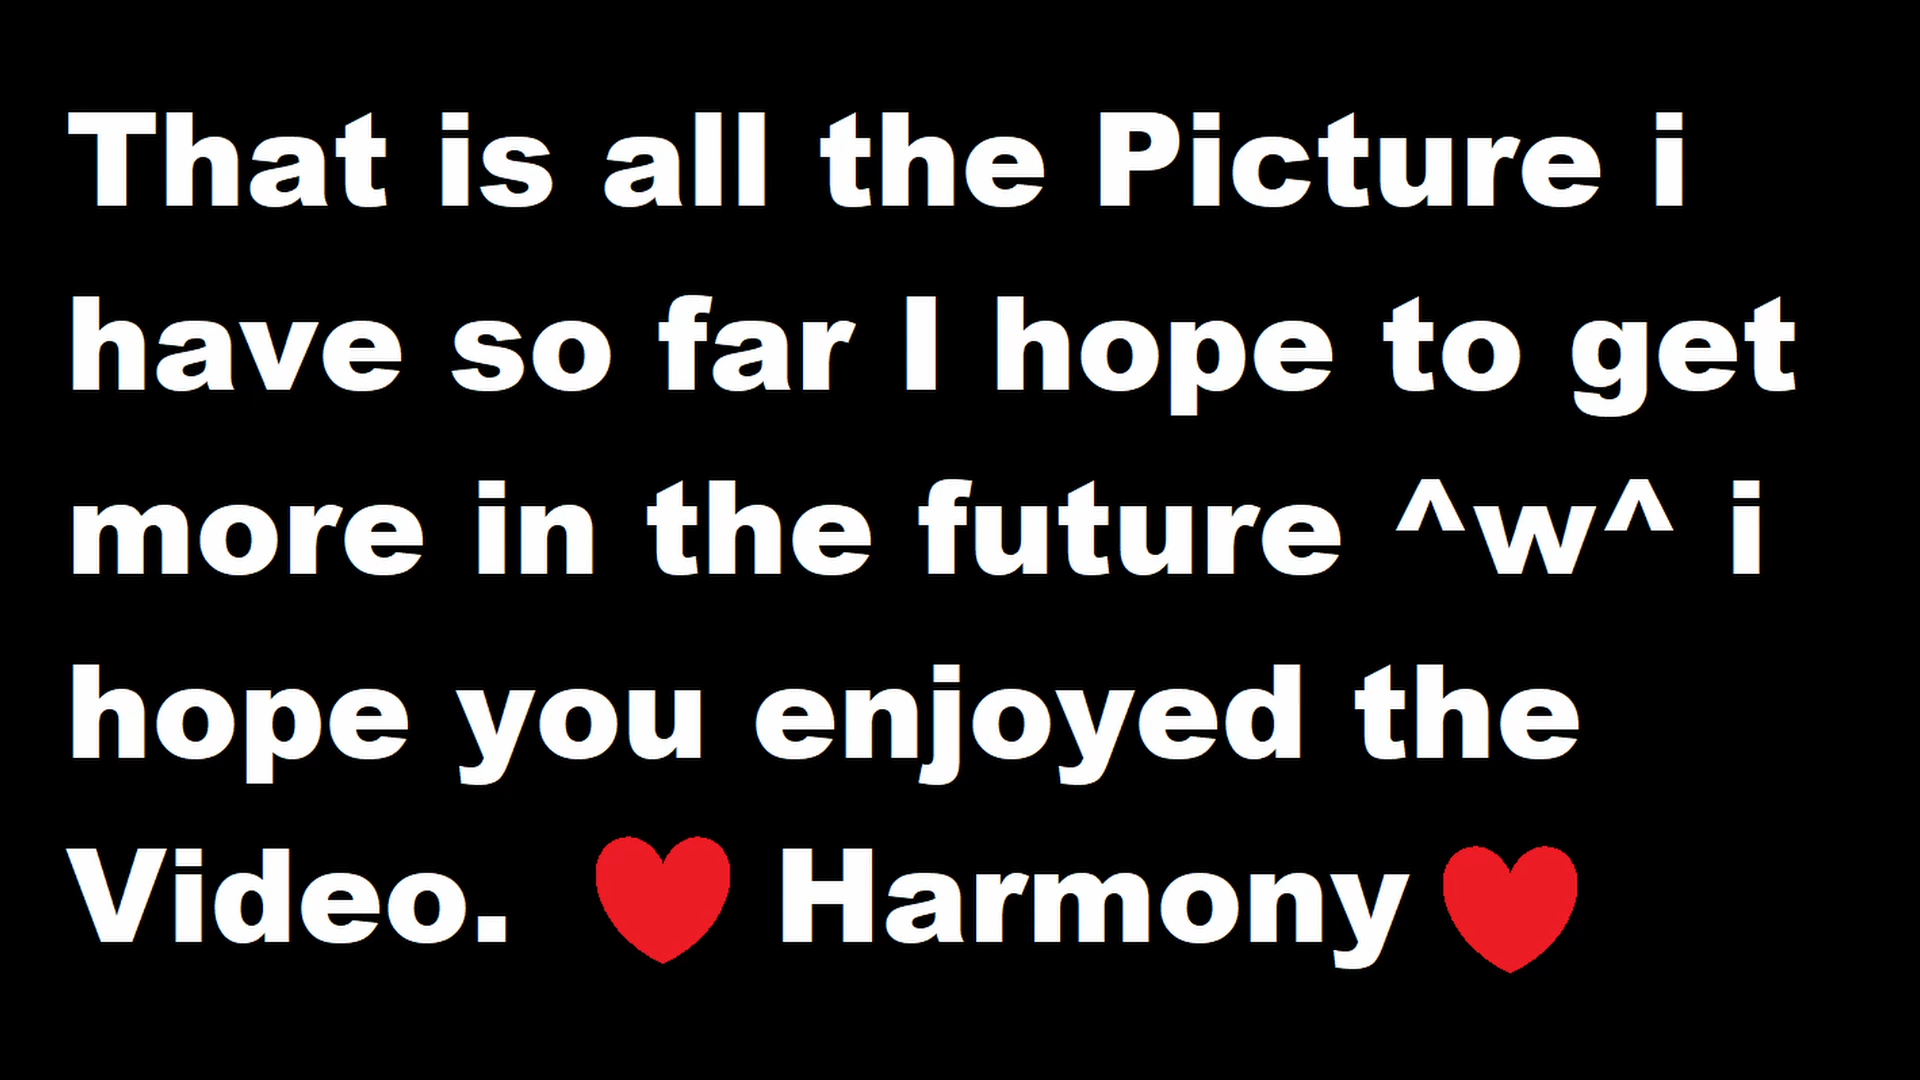 That is all the Picture i
have so far I hope to get
more in the future ^w^ i
hope you enjoyed the
Video. ♥ Harmony ♥